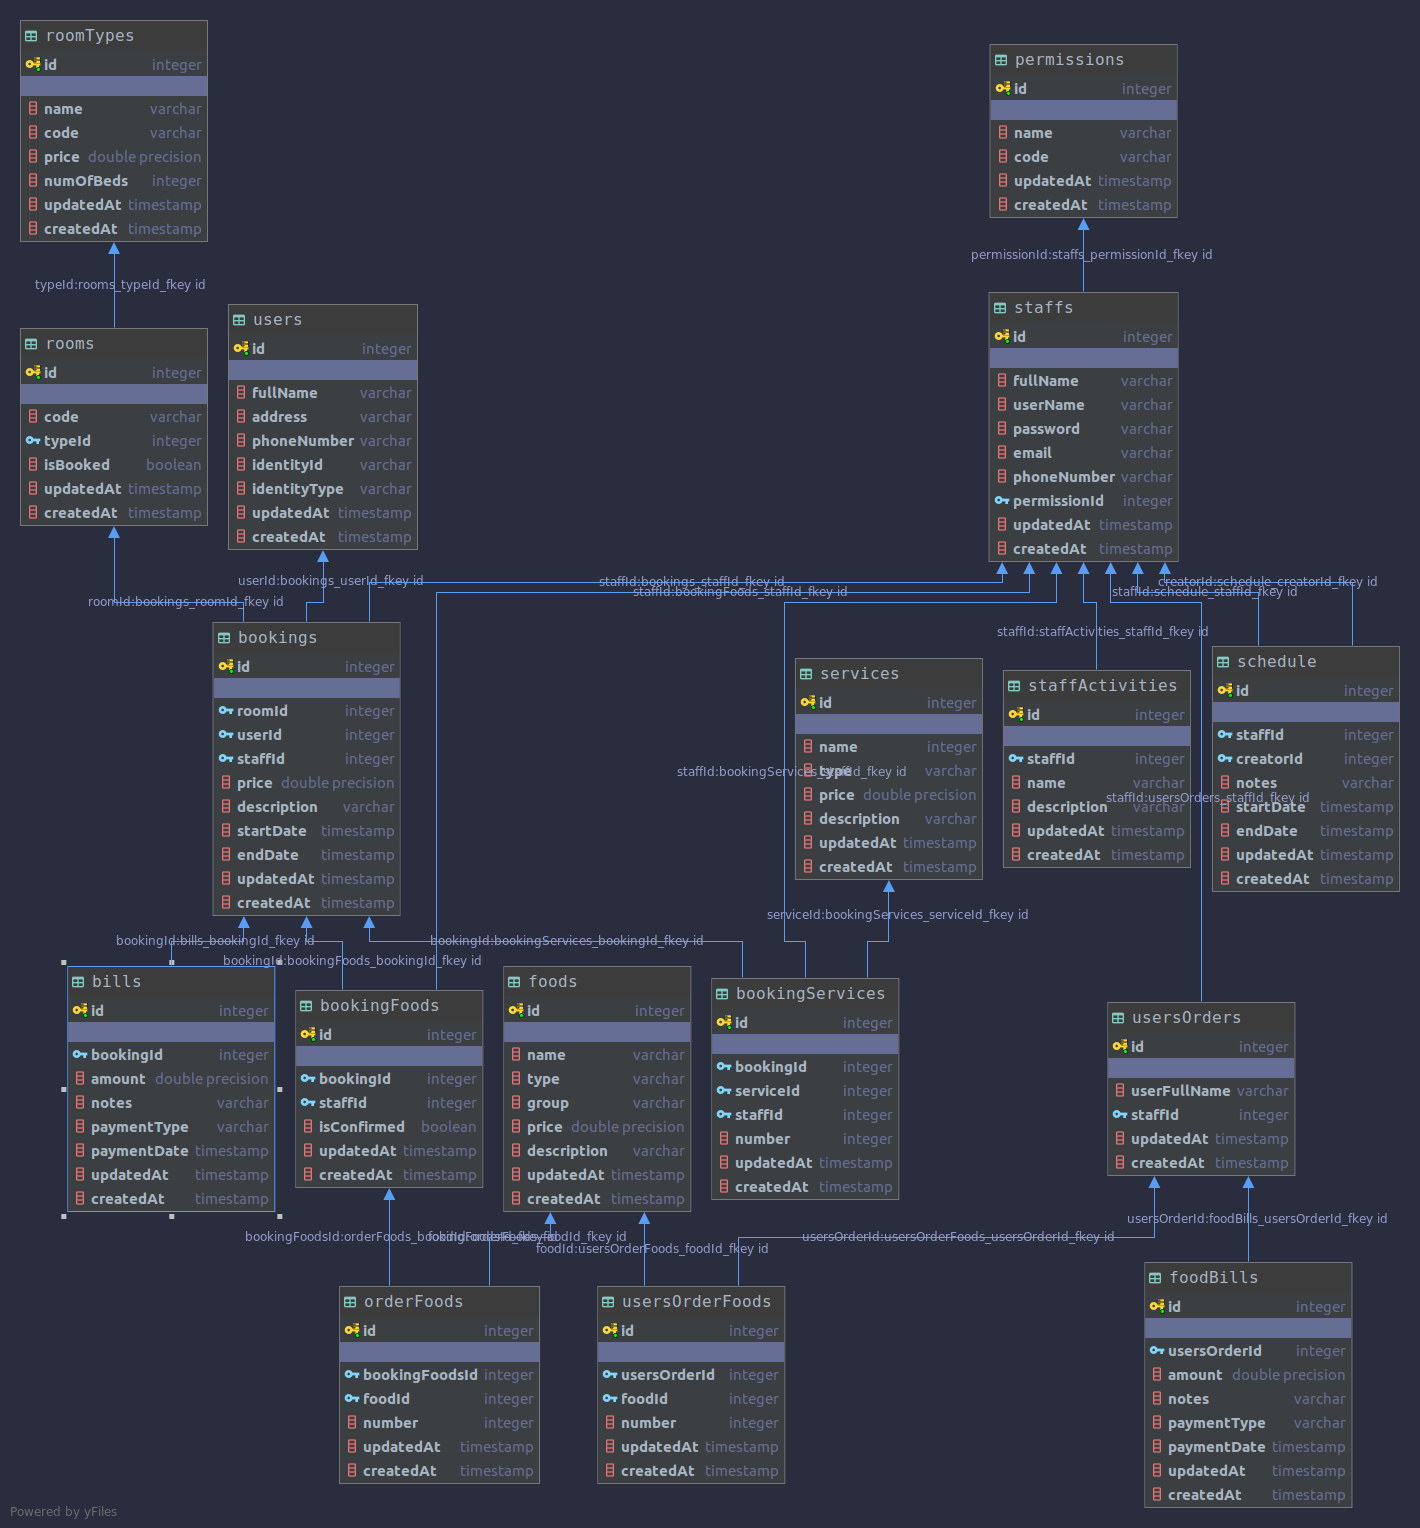 roomTypes
id integer
name varchar
code varchar
price double precision
numOfBeds integer
updatedAt timestamp
createdAt timestamp
permissions
id integer
name varchar
code varchar
updatedAt timestamp
createdAt timestamp
typeId:rooms_typeId_fkey id
permissionId:staffs_permissionId_fkey id
rooms
id integer
code varchar
typeId integer
isBooked boolean
updatedAt timestamp
createdAt timestamp
users
id integer
fullName varchar
address varchar
phoneNumber varchar
identityId varchar
identityType varchar
updatedAt timestamp
createdAt timestamp
staffs
id integer
fullName varchar
userName varchar
password varchar
email varchar
phoneNumber varchar
permissionId integer
updatedAt timestamp
createdAt timestamp
userId:bookings_userId_fkey id
staffId:bookings_staffId_fkey id
creatorId:schedule_creatorId_fkey id
roomId:bookings_roomId_fkey id
staffId:bookingFoods_staffId_fkey id
staffId:schedule_staffId_fkey id
staffId:staffActivities_staffId_fkey id
bookings
id integer
roomId integer
userId integer
staffId integer
price double precision
description varchar
startDate timestamp
endDate timestamp
updatedAt timestamp
createdAt timestamp
services
id integer
name integer
type varchar
price double precision
description varchar
updatedAt timestamp
createdAt timestamp
staffId:bookingServices_staffId_fkey id
staffActivities
id integer
staffId integer
name varchar
description varchar
updatedAt timestamp
createdAt timestamp
staffId:usersOrders_staffId_fkey id
schedule
id integer
staffId integer
creatorId integer
notes varchar
startDate timestamp
endDate timestamp
updatedAt timestamp
createdAt timestamp
serviceId:bookingServices_serviceId_fkey id
bookingId:bills_bookingId_fkey id
bookingId:bookingServices_bookingId_fkey id
bookingId:bookingFoods_bookingId_fkey id
bills
id integer
bookingId integer
amount double precision
notes varchar
paymentType varchar
paymentDate timestamp
updatedAt timestamp
createdAt timestamp
bookingFoods
id integer
bookingId integer
staffId integer
isConfirmed boolean
updatedAt timestamp
createdAt timestamp
foods
id integer
name varchar
type varchar
group varchar
price double precision
description varchar
updatedAt timestamp
createdAt timestamp
bookingServices
id integer
bookingId integer
serviceId integer
staffId integer
number integer
updatedAt timestamp
createdAt timestamp
usersOrders
id integer
userFullName varchar
staffId integer
updatedAt timestamp
createdAt timestamp
usersOrderId:foodBills_usersOrderId_fkey id
bookingFoodsId:orderFoods_bookingFoodsId_fkey id
foodId:orderFoods_foodId_fkey id
usersOrderId:usersOrderFoods_usersOrderId_fkey id
foodId:usersOrderFoods_foodId_fkey id
orderFoods
id integer
bookingFoodsId integer
foodId integer
number integer
updatedAt timestamp
createdAt timestamp
usersOrderFoods
id integer
usersOrderId integer
foodId integer
number integer
updatedAt timestamp
createdAt timestamp
foodBills
id integer
usersOrderId integer
amount double precision
notes varchar
paymentType varchar
paymentDate timestamp
updatedAt timestamp
createdAt timestamp
Powered by yFiles